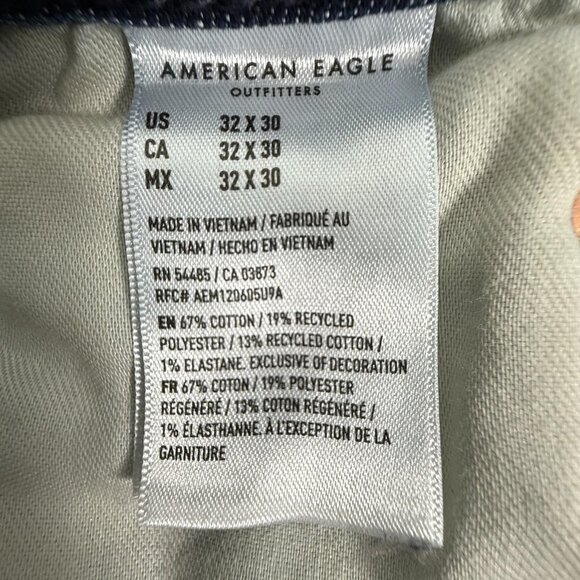 AMERICAN EAGLE
OUTFITTERS
US 32 X 30
CA 32 X 30
MX 32 X 30
MADE IN VIETNAM / FABRIQUÉ AU
VIETNAM / HECHO EN VIETNAM
RN 54485 / CA 03873
RFC# AEM120605U9A
EN 67% COTTON / 19% RECYCLED
POLYESTER / 13% RECYCLED COTTON /
1% ELASTANE. EXCLUSIVE OF DECORATION
FR 67% COTON / 19% POLYESTER
RÉGÉNÉRÉ / 13% COTON RÉGÉNÉRÉ /
1% ÉLASTHANNE. À L'EXCEPTION DE LA
GARNITURE